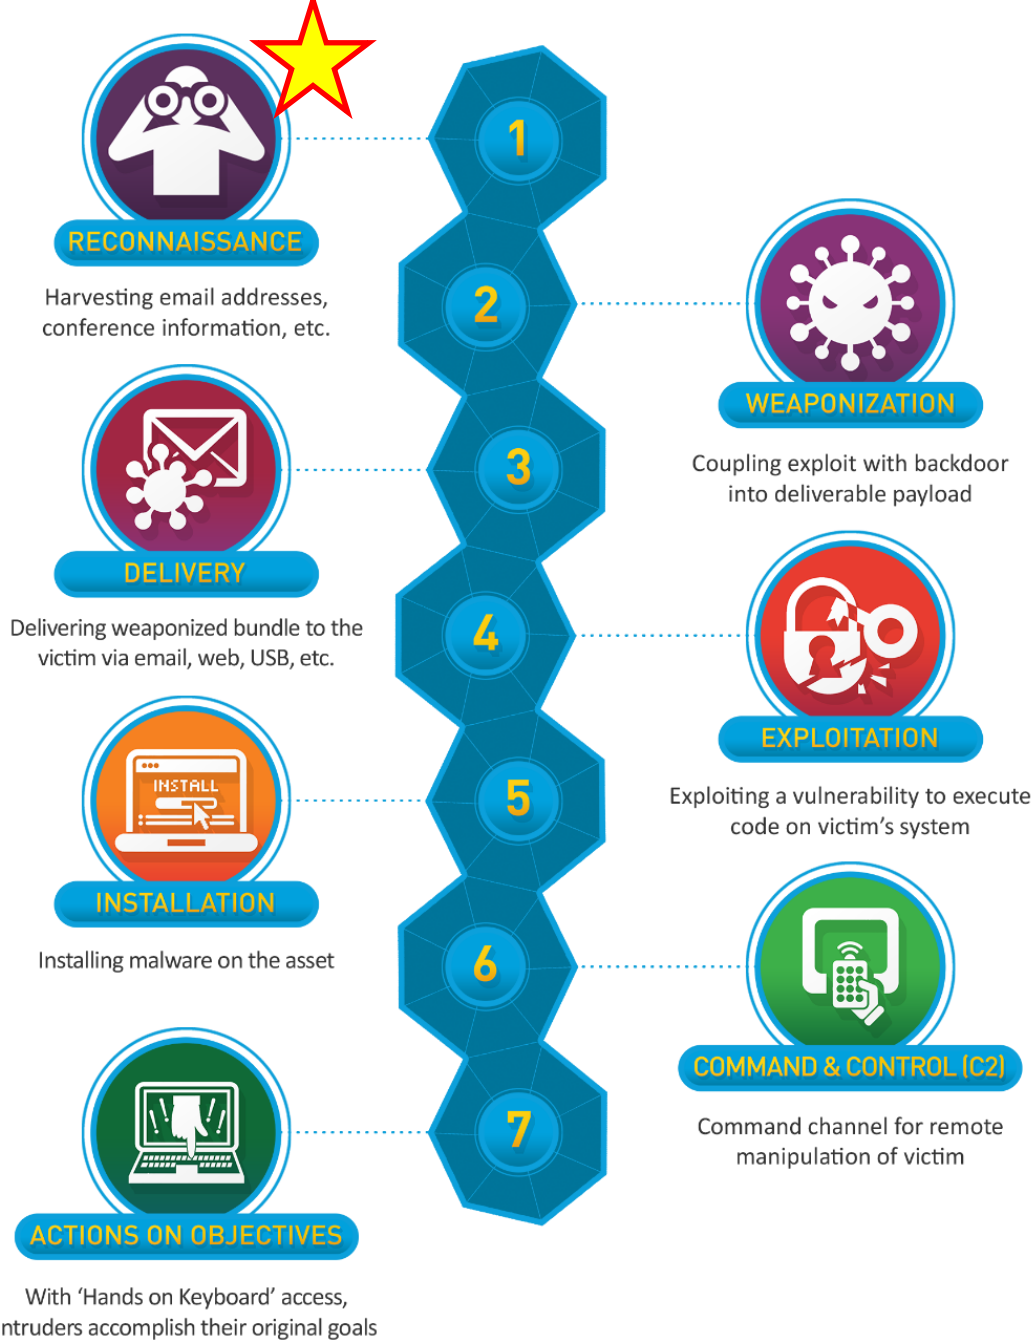 1
RECONNAISSANCE
Harvesting email addresses,
conference information, etc.
2
WEAPONIZATION
Coupling exploit with backdoor
into deliverable payload
3
DELIVERY
Delivering weaponized bundle to the
victim via email, web, USB, etc.
4
EXPLOITATION
Exploiting a vulnerability to execute
code on victim's system
5
INSTALL
INSTALLATION
Installing malware on the asset
6
COMMAND & CONTROL (C2)
Command channel for remote
manipulation of victim
7
ACTIONS ON OBJECTIVES
With ‘Hands on Keyboard’ access,
ntruders accomplish their original goals